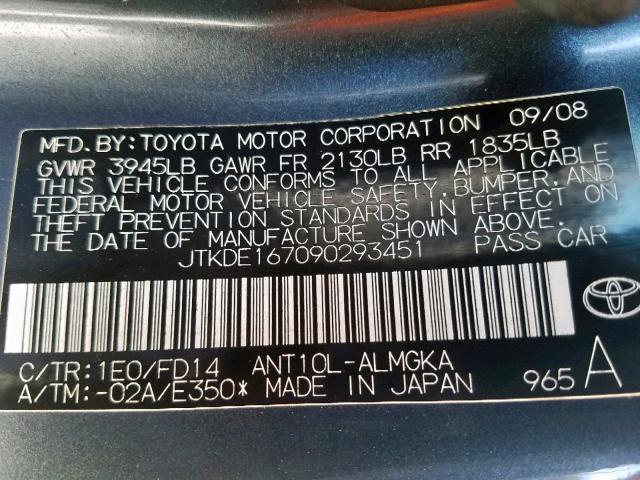 MFD.BY:TOYOTA MOTOR CORPORATION 09/08
GVWR 3945LB GAWR FR 2130LB RR 1835LB
THIS VEHICLE CONFORMS TO ALL APPLICABLE
FEDERAL MOTOR VEHICLE SAFETY,BUMPER,AND
THEFT PREVENTION STANDARDS IN EFFECT ON
THE DATE OF MANUFACTURE SHOWN ABOVE.
JTKDE167090293451 PASS CAR
C/TR:1E0/FD14 ANT10L-ALMGKA
A/TM:-02A/E350* MADE IN JAPAN 965 A